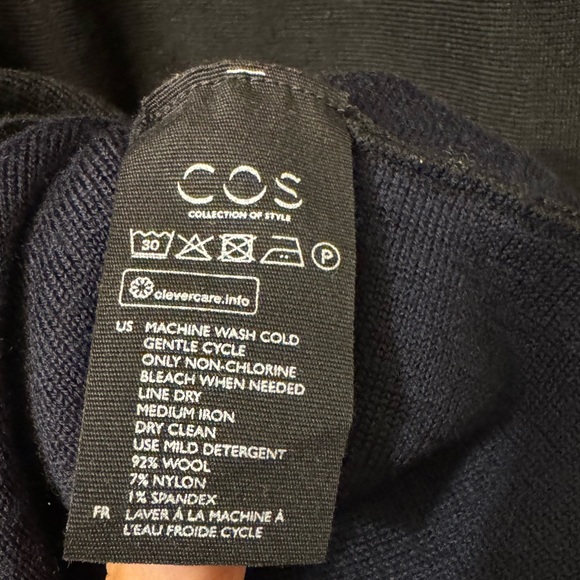 COS
COLLECTION OF STYLE
30 P
clevercare.info
US MACHINE WASH COLD
GENTLE CYCLE
ONLY NON-CHLORINE
BLEACH WHEN NEEDED
LINE DRY
MEDIUM IRON
DRY CLEAN
USE MILD DETERGENT
92% WOOL
7% NYLON
1% SPANDEX
FR LAVER À LA MACHINE À
L'EAU FROIDE CYCLE